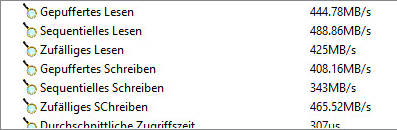 Gepuffertes Lesen 444.78MB/s
Sequentielles Lesen 488.86MB/s
Zufälliges Lesen 425MB/s
Gepuffertes Schreiben 408.16MB/s
Sequentielles Schreiben 343MB/s
Zufälliges SChreiben 465.52MB/s
Durchschnittliche Zugriffszeit 307us